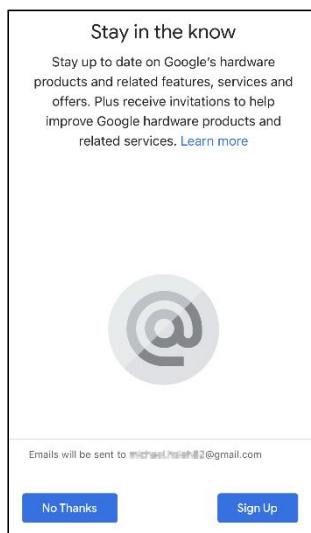 Stay in the know
Stay up to date on Google's hardware
products and related features, services and
offers. Plus receive invitations to help
improve Google hardware products and
related services. Learn more
@
Emails will be sent to @gmail.com
No Thanks
Sign Up